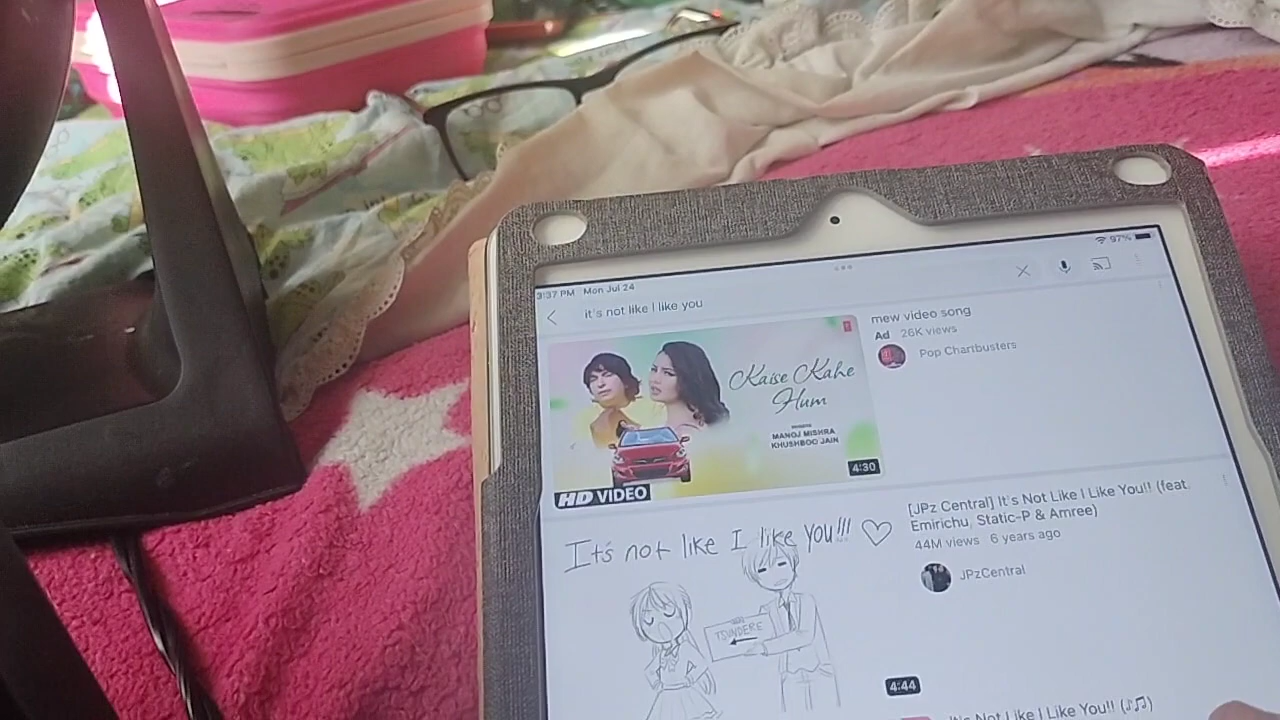 3:37 PM Mon Jul 24
97%
it's not like I like you
Kaise Kahe
Hum
MANOJ MISHRA
KHUSHBOO JAIN
HD VIDEO
4:30
mew video song
Ad 26K views
Pop Chartbusters
It's not like I like you!!!
TSUNDERE
4:44
[JPz Central] It's Not Like I Like You!! (feat.
Emirichu, Static-P & Amree)
44M views 6 years ago
JPzCentral
It's Not Like I Like You!! (♪♫)